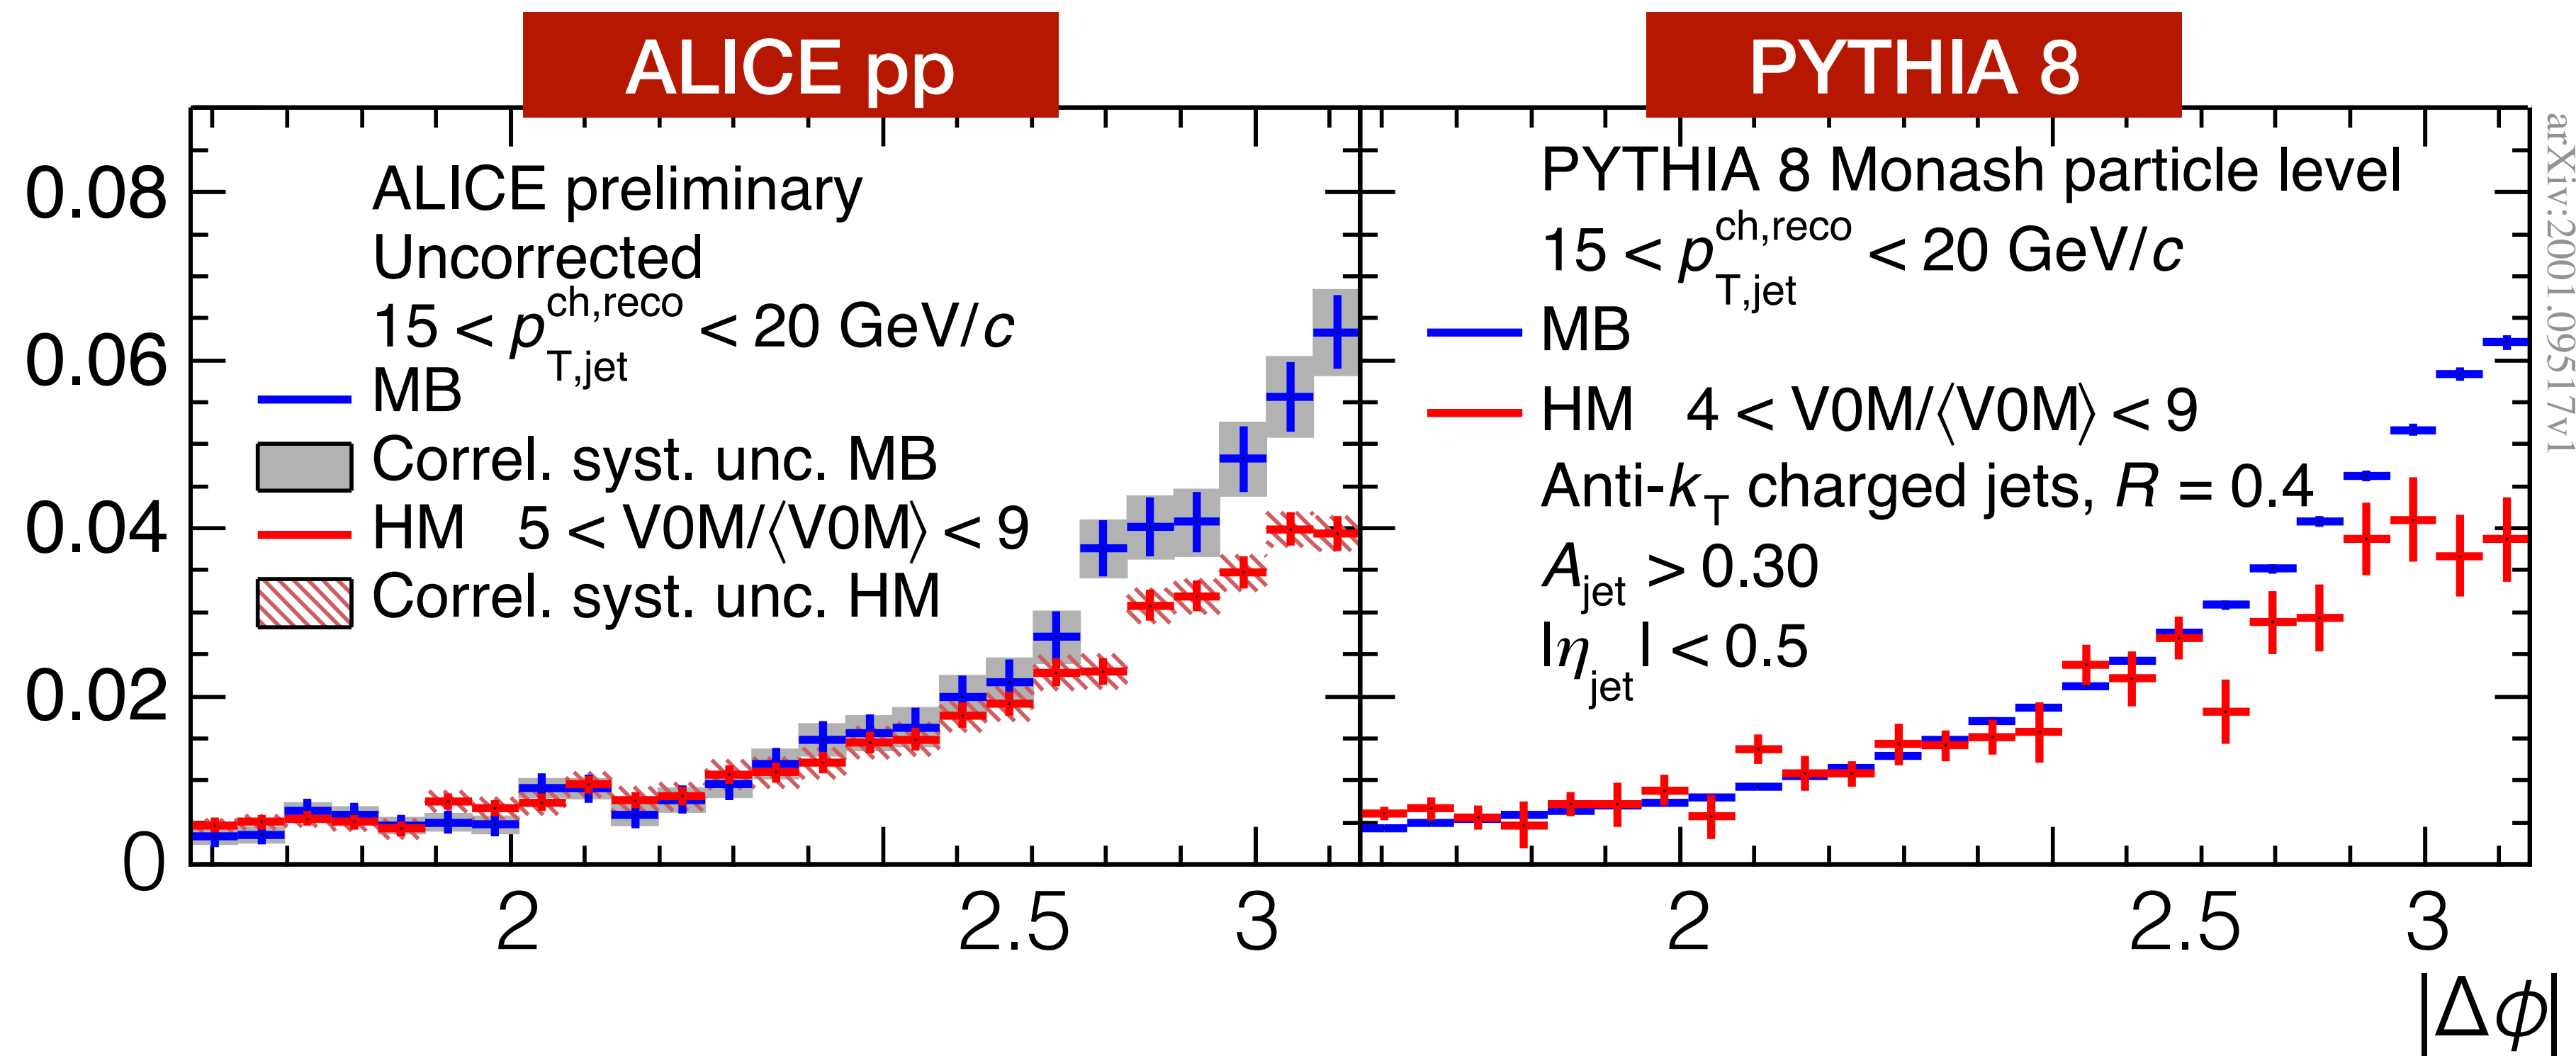 ALICE pp
PYTHIA 8
ALICE preliminary
Uncorrected
15 < p_{T,jet}^{ch,reco} < 20 GeV/c
MB
Correl. syst. unc. MB
HM 5 < V0M/⟨V0M⟩ < 9
Correl. syst. unc. HM
PYTHIA 8 Monash particle level
15 < p_{T,jet}^{ch,reco} < 20 GeV/c
MB
HM 4 < V0M/⟨V0M⟩ < 9
Anti-k_T charged jets, R = 0.4
A_jet > 0.30
|η_jet| < 0.5
0.08
0.06
0.04
0.02
0
2 2.5 3
2 2.5 3
|Δϕ|
arXiv:2001.09517v1